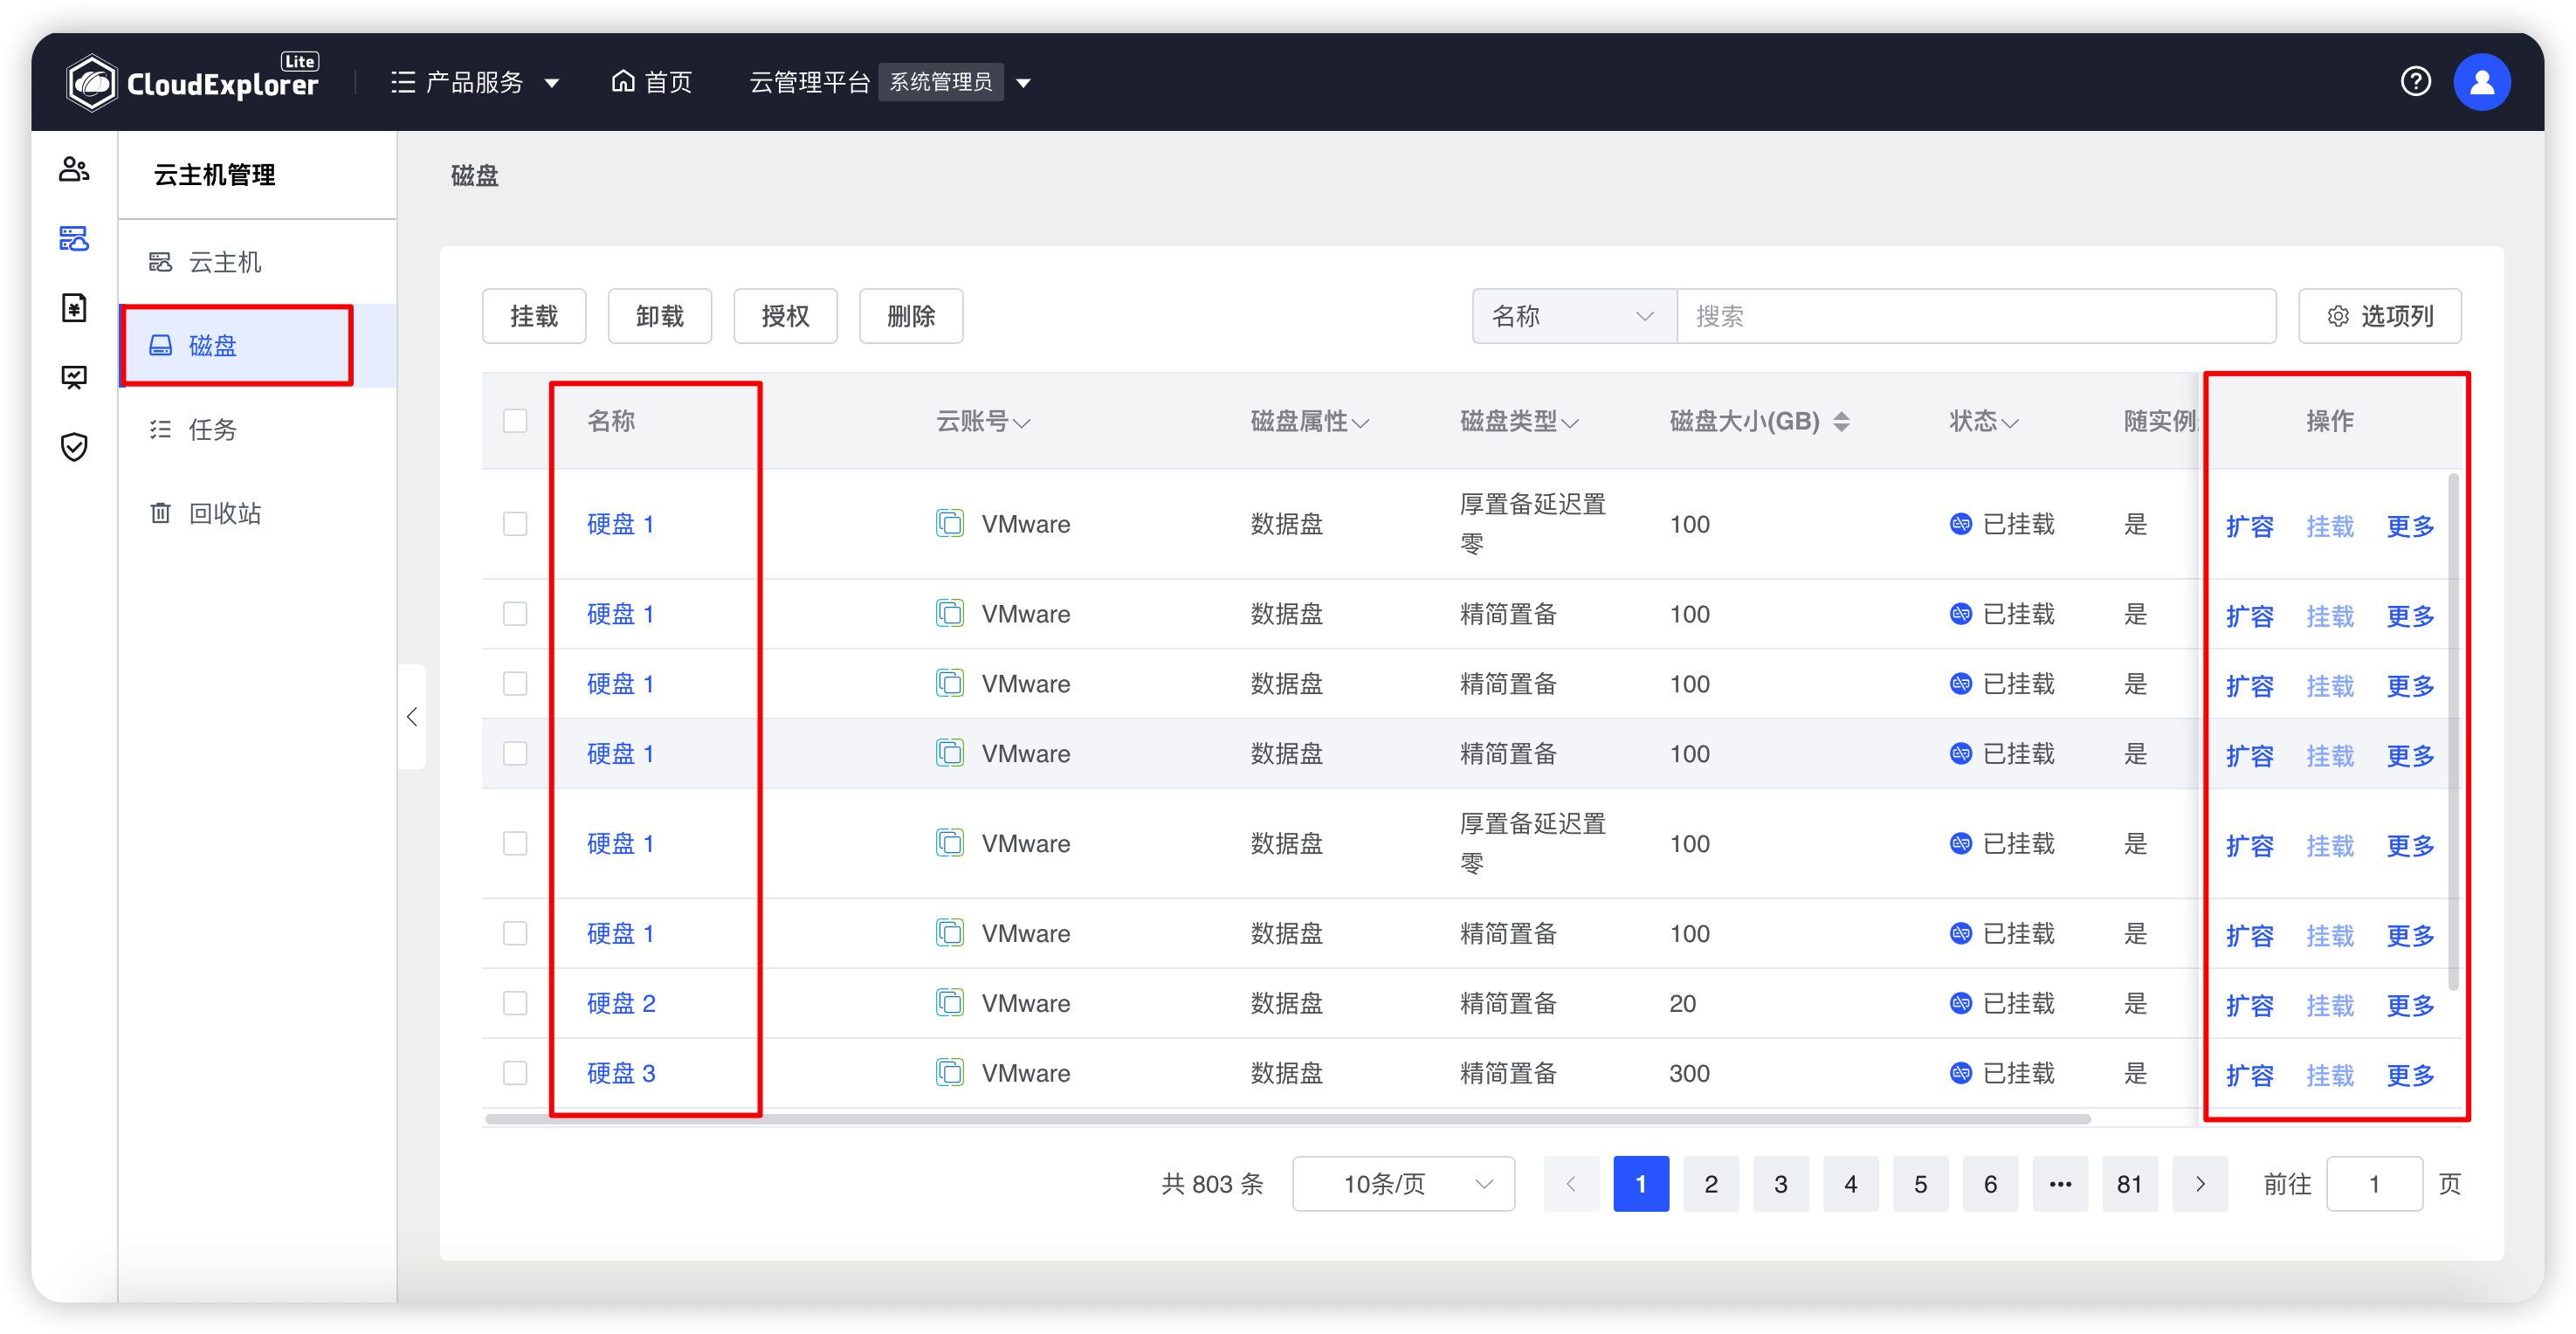 CloudExplorer Lite
产品服务
首页
云管理平台 系统管理员
云主机管理
云主机
磁盘
任务
回收站
磁盘
挂载 卸载 授权 删除 名称 搜索 选项列
名称 云账号 磁盘属性 磁盘类型 磁盘大小(GB) 状态 随实例 操作
硬盘 1 VMware 数据盘 厚置备延迟置零 100 已挂载 是 扩容 挂载 更多
硬盘 1 VMware 数据盘 精简置备 100 已挂载 是 扩容 挂载 更多
硬盘 1 VMware 数据盘 精简置备 100 已挂载 是 扩容 挂载 更多
硬盘 1 VMware 数据盘 精简置备 100 已挂载 是 扩容 挂载 更多
硬盘 1 VMware 数据盘 厚置备延迟置零 100 已挂载 是 扩容 挂载 更多
硬盘 1 VMware 数据盘 精简置备 100 已挂载 是 扩容 挂载 更多
硬盘 2 VMware 数据盘 精简置备 20 已挂载 是 扩容 挂载 更多
硬盘 3 VMware 数据盘 精简置备 300 已挂载 是 扩容 挂载 更多
共 803 条 10条/页 1 2 3 4 5 6 ••• 81 前往 1 页